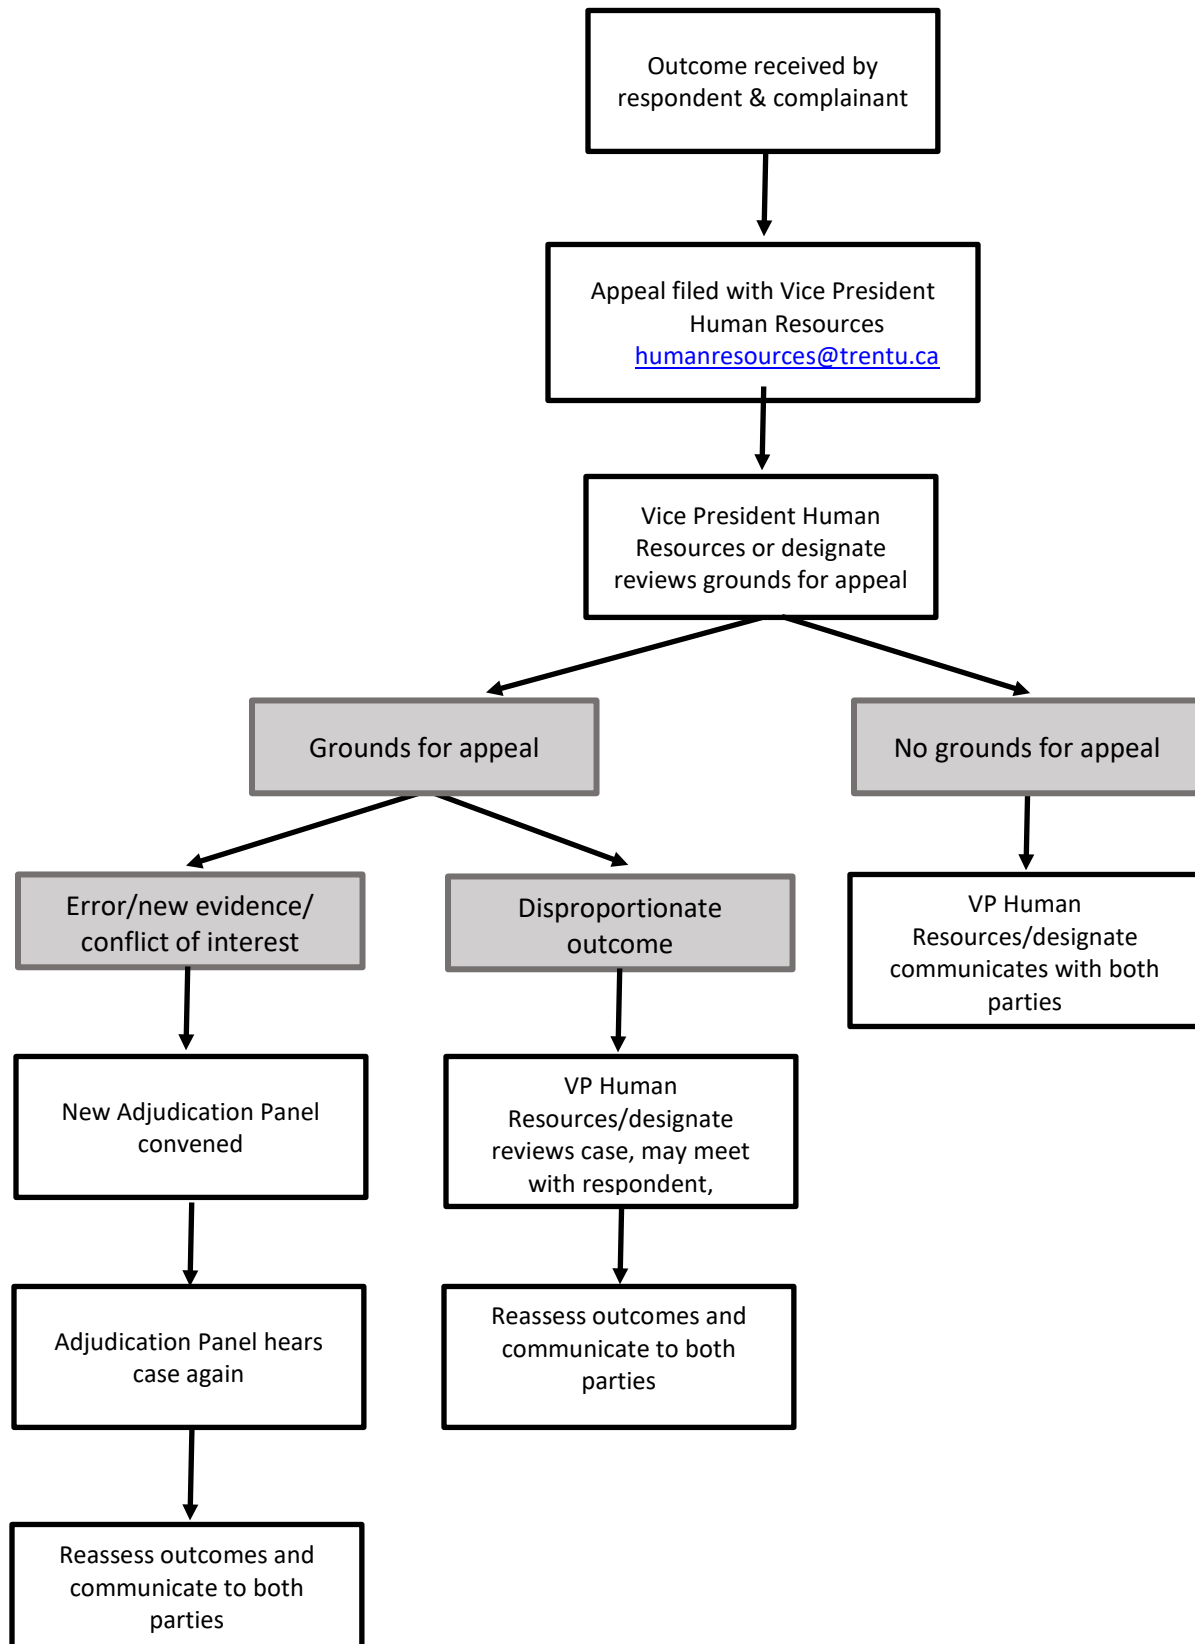 Outcome received by
respondent & complainant
Appeal filed with Vice President
Human Resources
humanresources@trentu.ca
Vice President Human
Resources or designate
reviews grounds for appeal
Grounds for appeal
No grounds for appeal
Error/new evidence/
conflict of interest
Disproportionate
outcome
VP Human
Resources/designate
communicates with both
parties
New Adjudication Panel
convened
VP Human
Resources/designate
reviews case, may meet
with respondent,
Adjudication Panel hears
case again
Reassess outcomes and
communicate to both
parties
Reassess outcomes and
communicate to both
parties